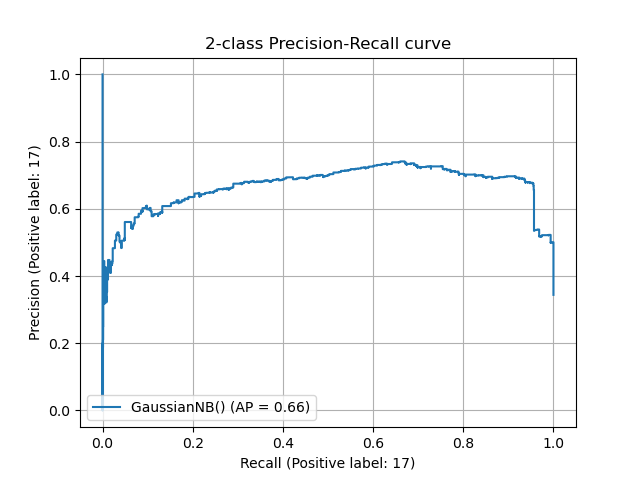 2-class Precision-Recall curve
Precision (Positive label: 17)
1.0
0.8
0.6
0.4
0.2
0.0
GaussianNB() (AP = 0.66)
0.0 0.2 0.4 0.6 0.8 1.0
Recall (Positive label: 17)